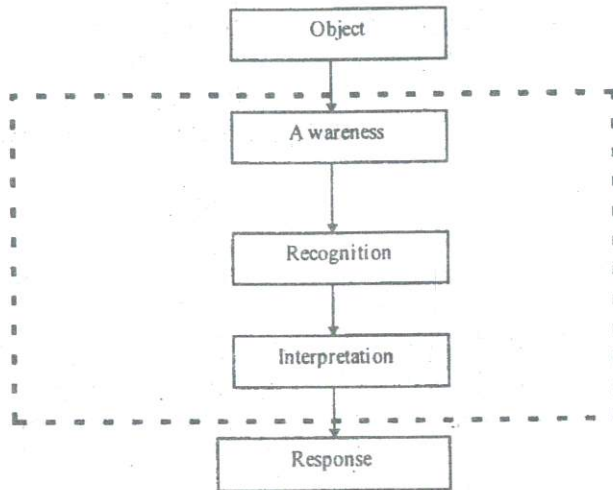 Object
A wareness
Recognition
Interpretation
Response